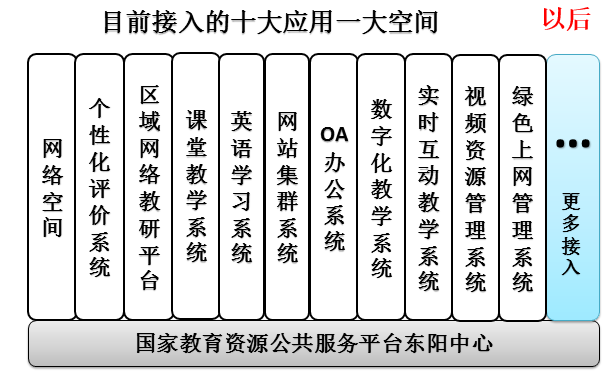 目前接入的十大应用一大空间
以后
网络空间
个性化评价系统
区域网络教研平台
课堂教学系统
英语学习系统
网站集群系统
OA办公系统
数字化教学系统
实时互动教学系统
视频资源管理系统
绿色上网管理系统
...
更多接入
国家教育资源公共服务平台东阳中心